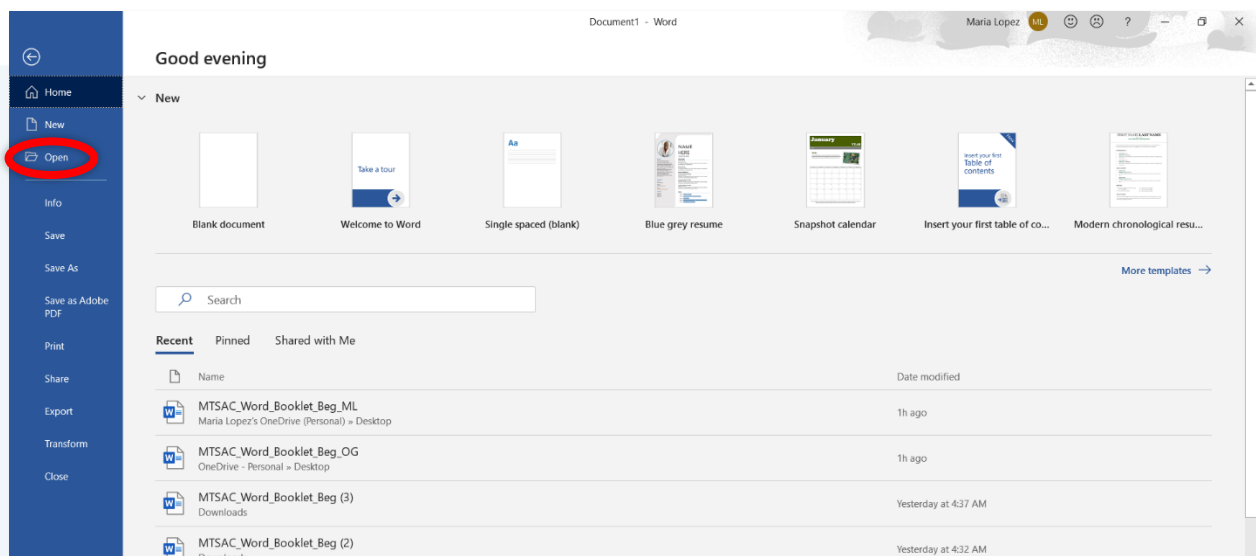 Document1 - Word
Maria Lopez ML ?
Good evening
Home
New
Open
Info
Save
Save As
Save as Adobe
PDF
Print
Share
Export
Transform
Close
New
Aa
Take a tour
NAME
HERE
January
Insert your first
Table of
contents
Blank document
Welcome to Word
Single spaced (blank)
Blue grey resume
Snapshot calendar
Insert your first table of co...
Modern chronological resu...
More templates
Search
Recent Pinned Shared with Me
Name Date modified
MTSAC_Word_Booklet_Beg_ML
Maria Lopez's OneDrive (Personal) » Desktop
1h ago
MTSAC_Word_Booklet_Beg_OG
OneDrive - Personal » Desktop
1h ago
MTSAC_Word_Booklet_Beg (3)
Downloads
Yesterday at 4:37 AM
MTSAC_Word_Booklet_Beg (2)
Yesterday at 4:32 AM